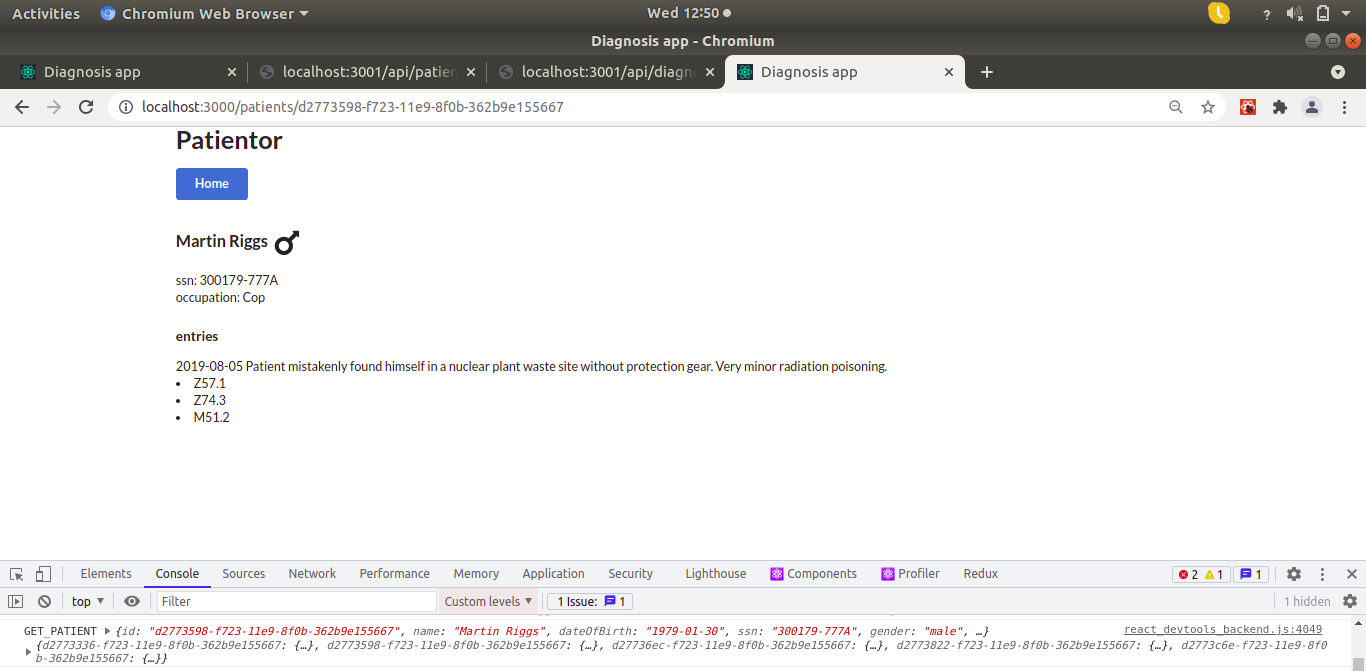 Activities Chromium Web Browser Wed 12:50 ?
Diagnosis app - Chromium
Diagnosis app localhost:3001/api/patien localhost:3001/api/diagn Diagnosis app
localhost:3000/patients/d2773598-f723-11e9-8f0b-362b9e155667
Patientor
Home
Martin Riggs
ssn: 300179-777A
occupation: Cop
entries
2019-08-05 Patient mistakenly found himself in a nuclear plant waste site without protection gear. Very minor radiation poisoning.
Z57.1
Z74.3
M51.2
Elements Console Sources Network Performance Memory Application Security Lighthouse Components Profiler Redux 2 1 1
top Filter Custom levels 1 Issue: 1 1 hidden
GET_PATIENT {id: "d2773598-f723-11e9-8f0b-362b9e155667", name: "Martin Riggs", dateOfBirth: "1979-01-30", ssn: "300179-777A", gender: "male", …} react_devtools_backend.js:4049
{d2773336-f723-11e9-8f0b-362b9e155667: {…}, d2773598-f723-11e9-8f0b-362b9e155667: {…}, d27736ec-f723-11e9-8f0b-362b9e155667: {…}, d2773822-f723-11e9-8f0b-362b9e155667: {…}, d2773c6e-f723-11e9-8f0
b-362b9e155667: {…}}